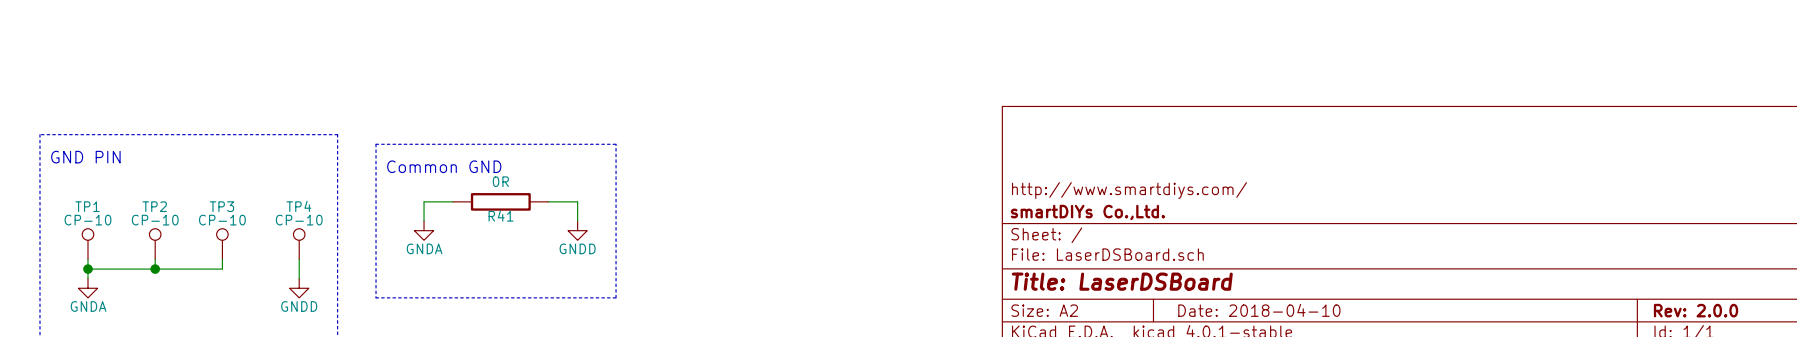 GND PIN
TP1 TP2 TP3 TP4
CP-10 CP-10 CP-10 CP-10
GNDA GNDD
Common GND
0R
R41
GNDA GNDD
http://www.smartdiys.com/
smartDIYs Co.,Ltd.
Sheet: /
File: LaserDSBoard.sch
Title: LaserDSBoard
Size: A2 Date: 2018-04-10 Rev: 2.0.0
KiCad E.D.A. kicad 4.0.1-stable Id: 1/1